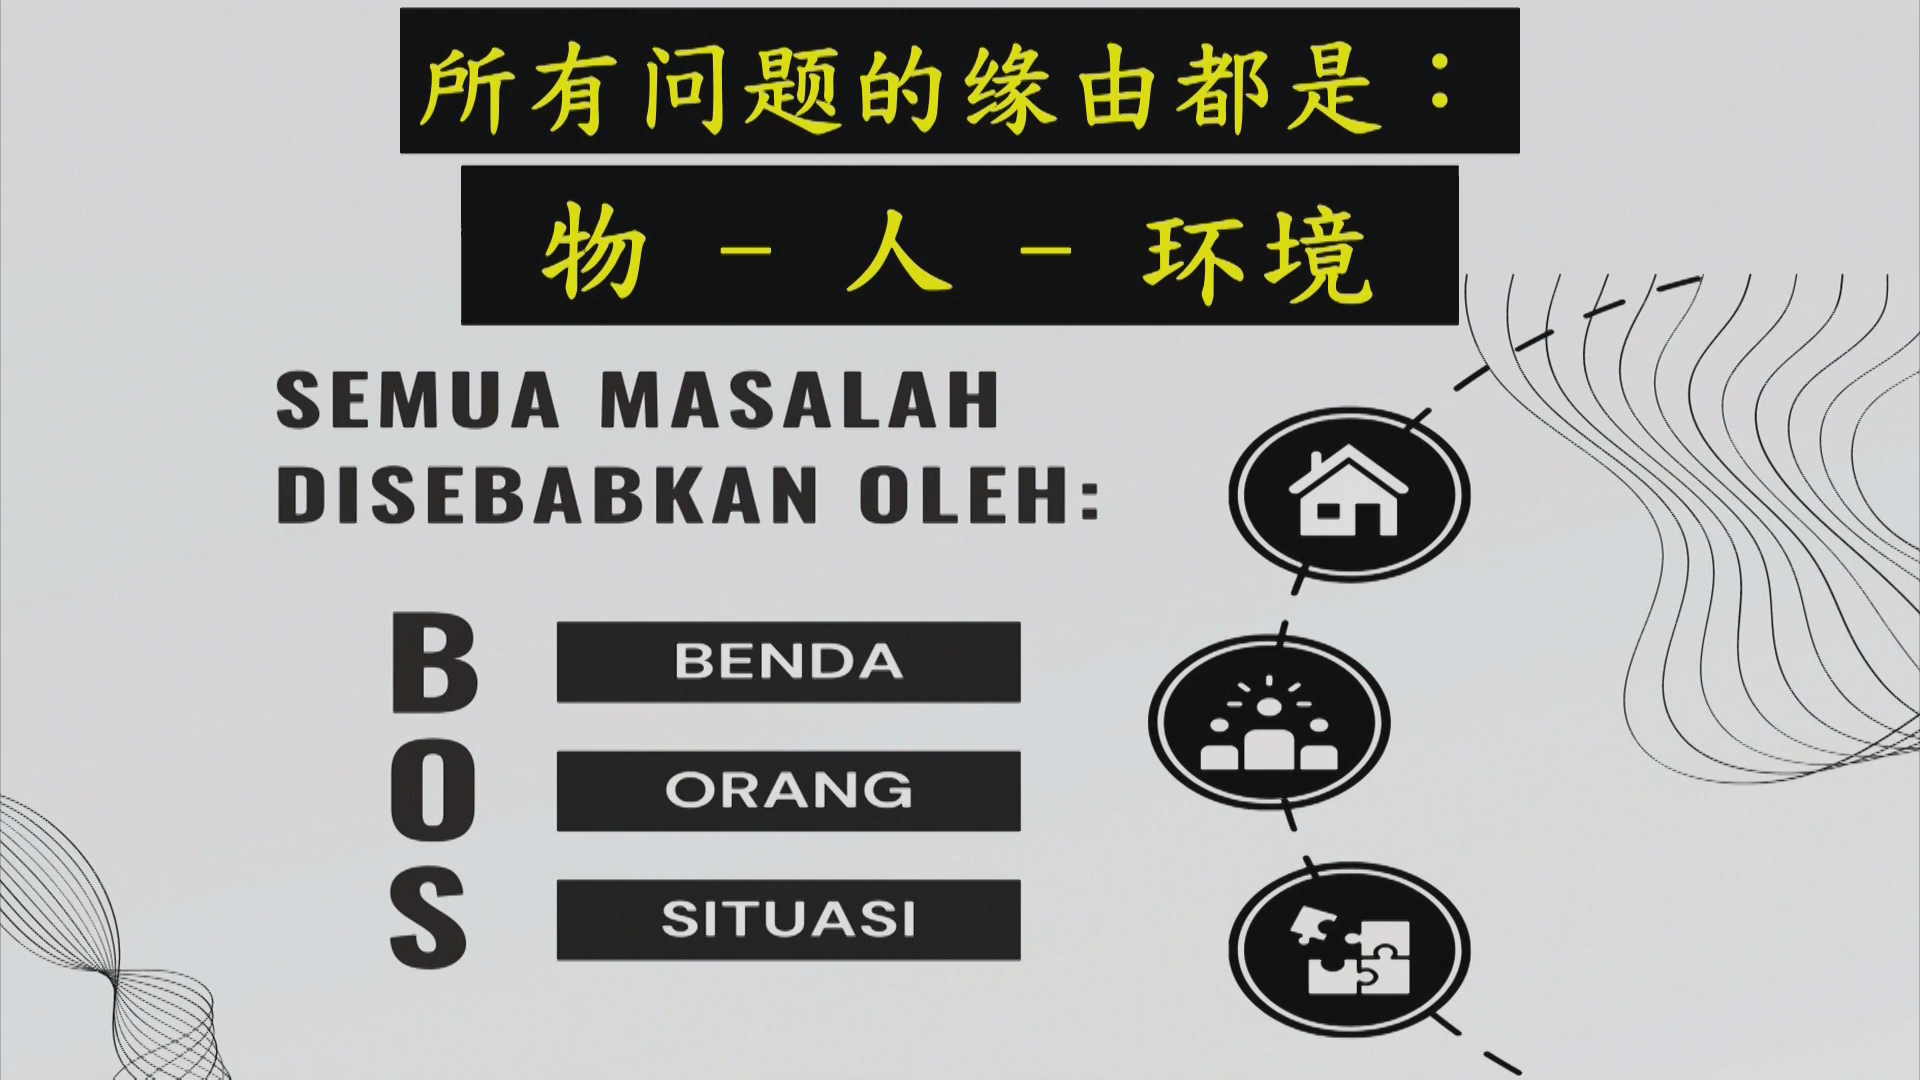 所有问题的缘由都是：
物 - 人 - 环境
SEMUA MASALAH
DISEBABKAN OLEH:
B BENDA
O ORANG
S SITUASI